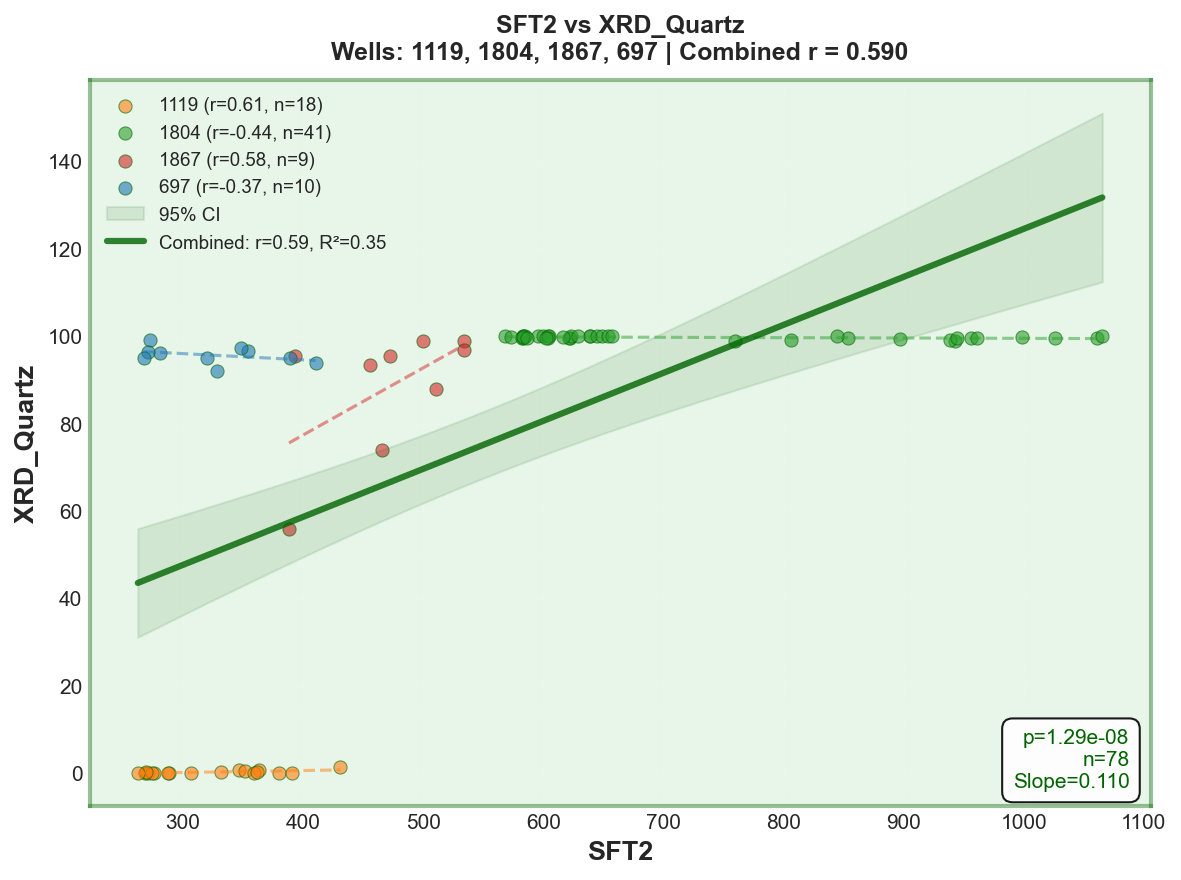 SFT2 vs XRD_Quartz
Wells: 1119, 1804, 1867, 697 | Combined r = 0.590
1119 (r=0.61, n=18)
1804 (r=-0.44, n=41)
1867 (r=0.58, n=9)
697 (r=-0.37, n=10)
95% CI
Combined: r=0.59, R²=0.35
XRD_Quartz
140
120
100
80
60
40
20
0
p=1.29e-08
n=78
Slope=0.110
300 400 500 600 700 800 900 1000 1100
SFT2